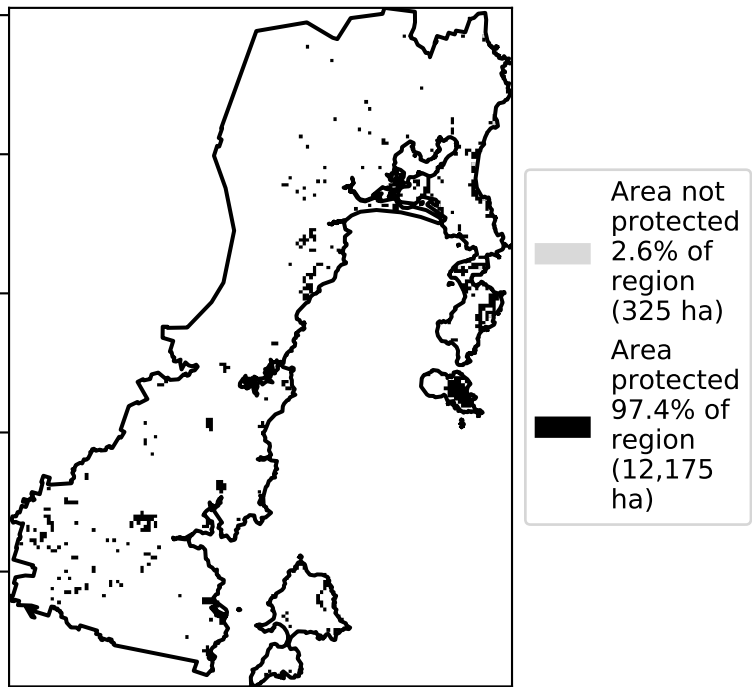 Area not
protected
2.6% of
region
(325 ha)
Area
protected
97.4% of
region
(12,175
ha)